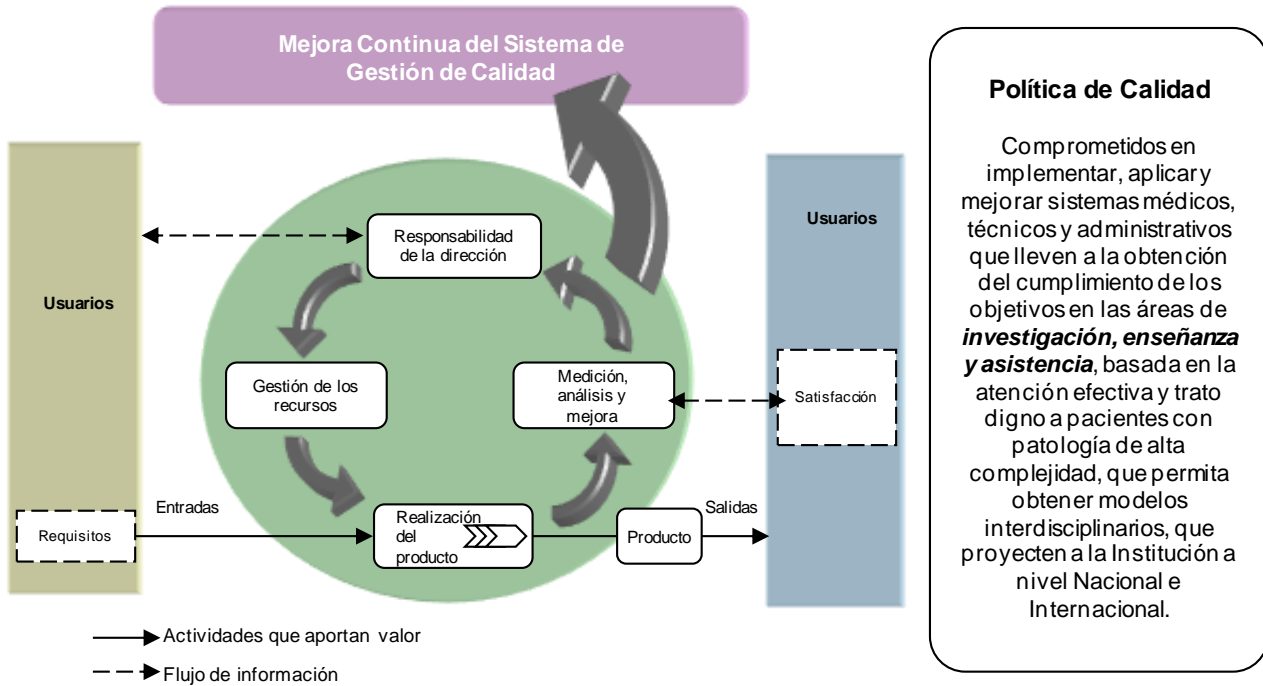 Mejora Continua del Sistema de
Gestión de Calidad
Usuarios
Requisitos
Entradas
Responsabilidad
de la dirección
Gestión de los
recursos
Medición,
análisis y
mejora
Realización
del
producto
Producto
Salidas
Usuarios
Satisfacción
Actividades que aportan valor
Flujo de información
Política de Calidad
Comprometidos en
implementar, aplicar y
mejorar sistemas médicos,
técnicos y administrativos
que lleven a la obtención
del cumplimiento de los
objetivos en las áreas de
investigación, enseñanza
y asistencia, basada en la
atención efectiva y trato
digno a pacientes con
patología de alta
complejidad, que permita
obtener modelos
interdisciplinarios, que
proyecten a la Institución a
nivel Nacional e
Internacional.